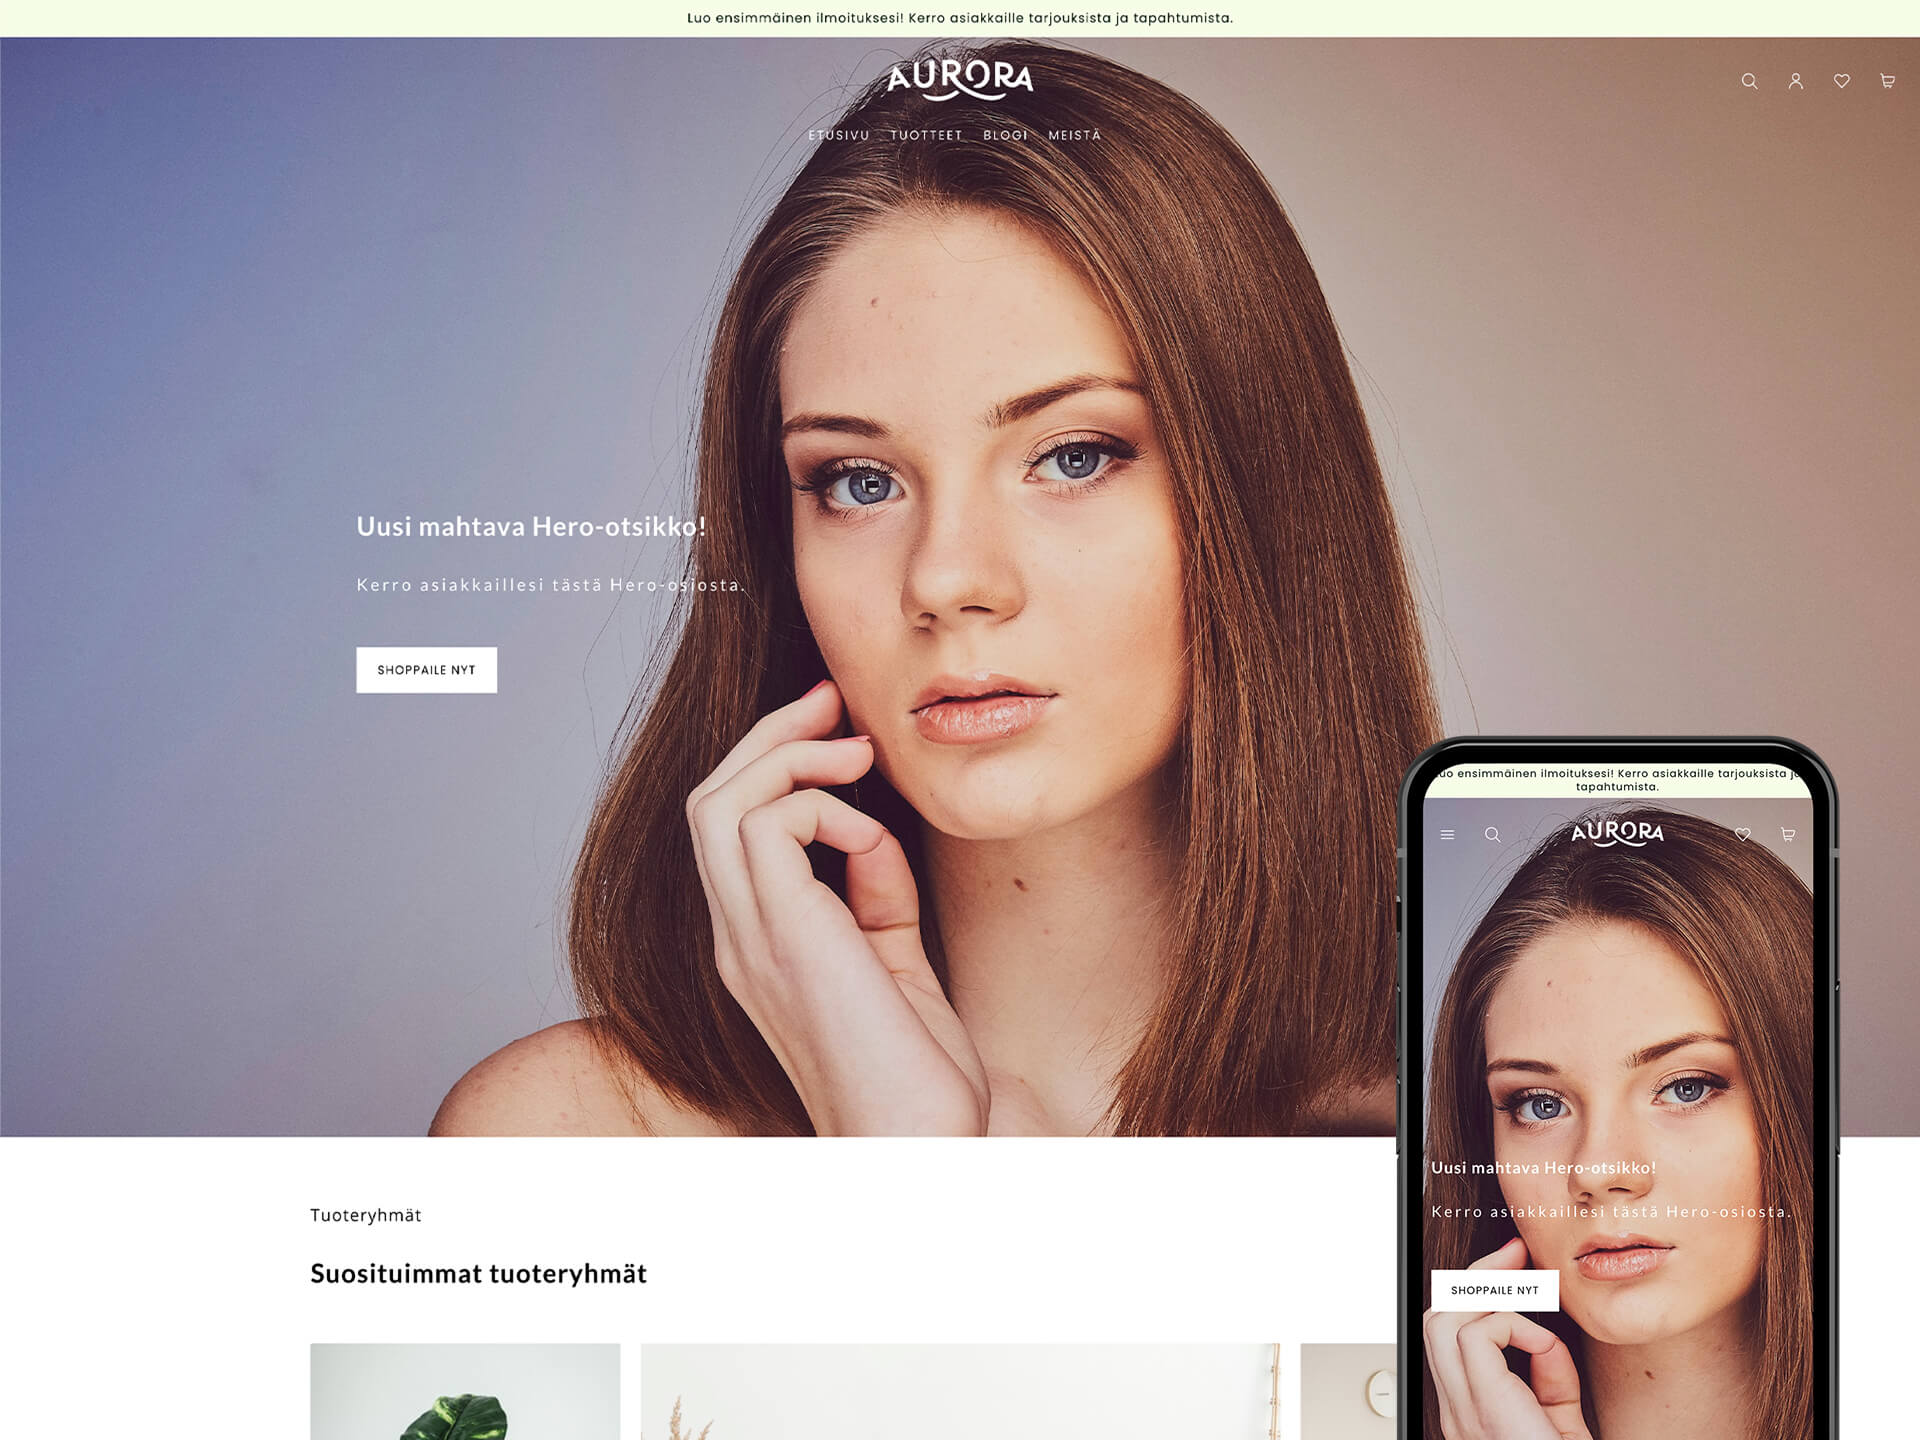 Luo ensimmäinen ilmoituksesi! Kerro asiakkaille tarjouksista ja tapahtumista.
AURORA
ETUSIVU TUOTTEET BLOGI MEISTÄ
Uusi mahtava Hero-otsikko!
Kerro asiakkaillesi tästä Hero-osiosta.
SHOPPAILE NYT
Tuoteryhmät
Suosituimmat tuoteryhmät
uo ensimmäinen ilmoituksesi! Kerro asiakkaille tarjouksista ja
tapahtumista.
AURORA
Uusi mahtava Hero-otsikko!
Kerro asiakkaillesi tästä Hero-osiosta.
SHOPPAILE NYT